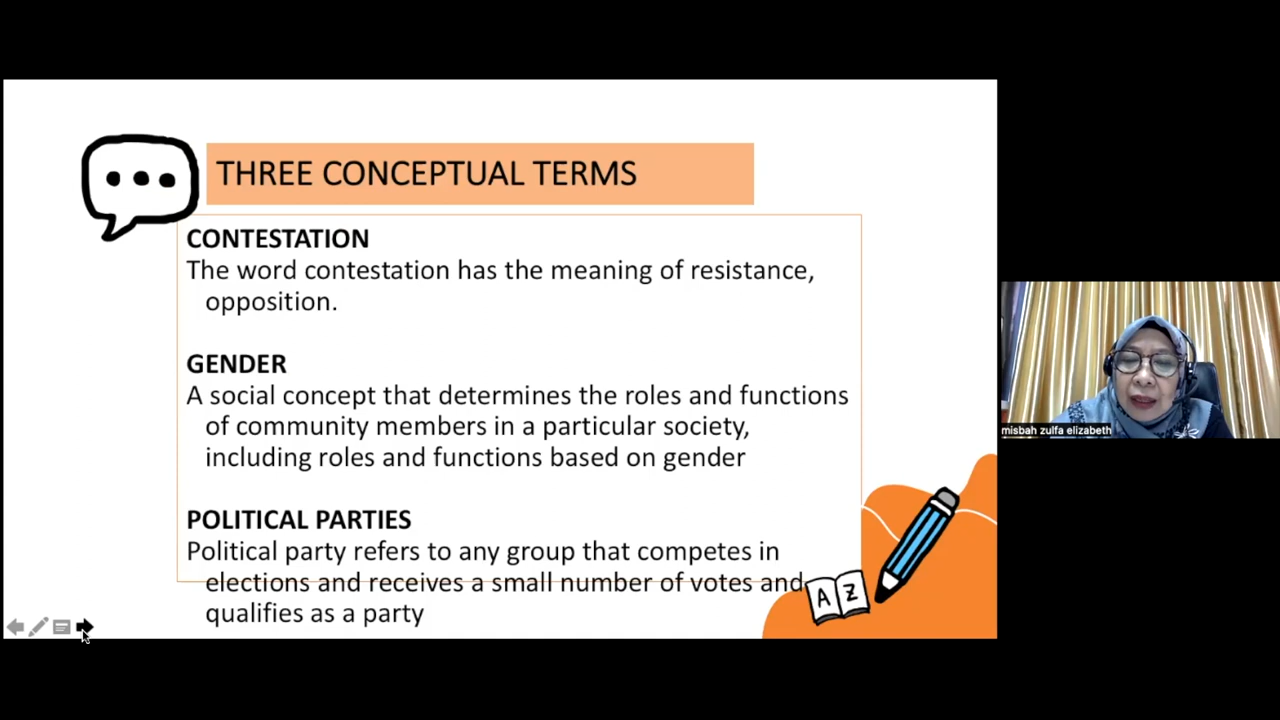 THREE CONCEPTUAL TERMS
CONTESTATION
The word contestation has the meaning of resistance,
opposition.
GENDER
A social concept that determines the roles and functions
of community members in a particular society,
including roles and functions based on gender
POLITICAL PARTIES
Political party refers to any group that competes in
elections and receives a small number of votes and
qualifies as a party
A Z
misbah zulfa elizabeth